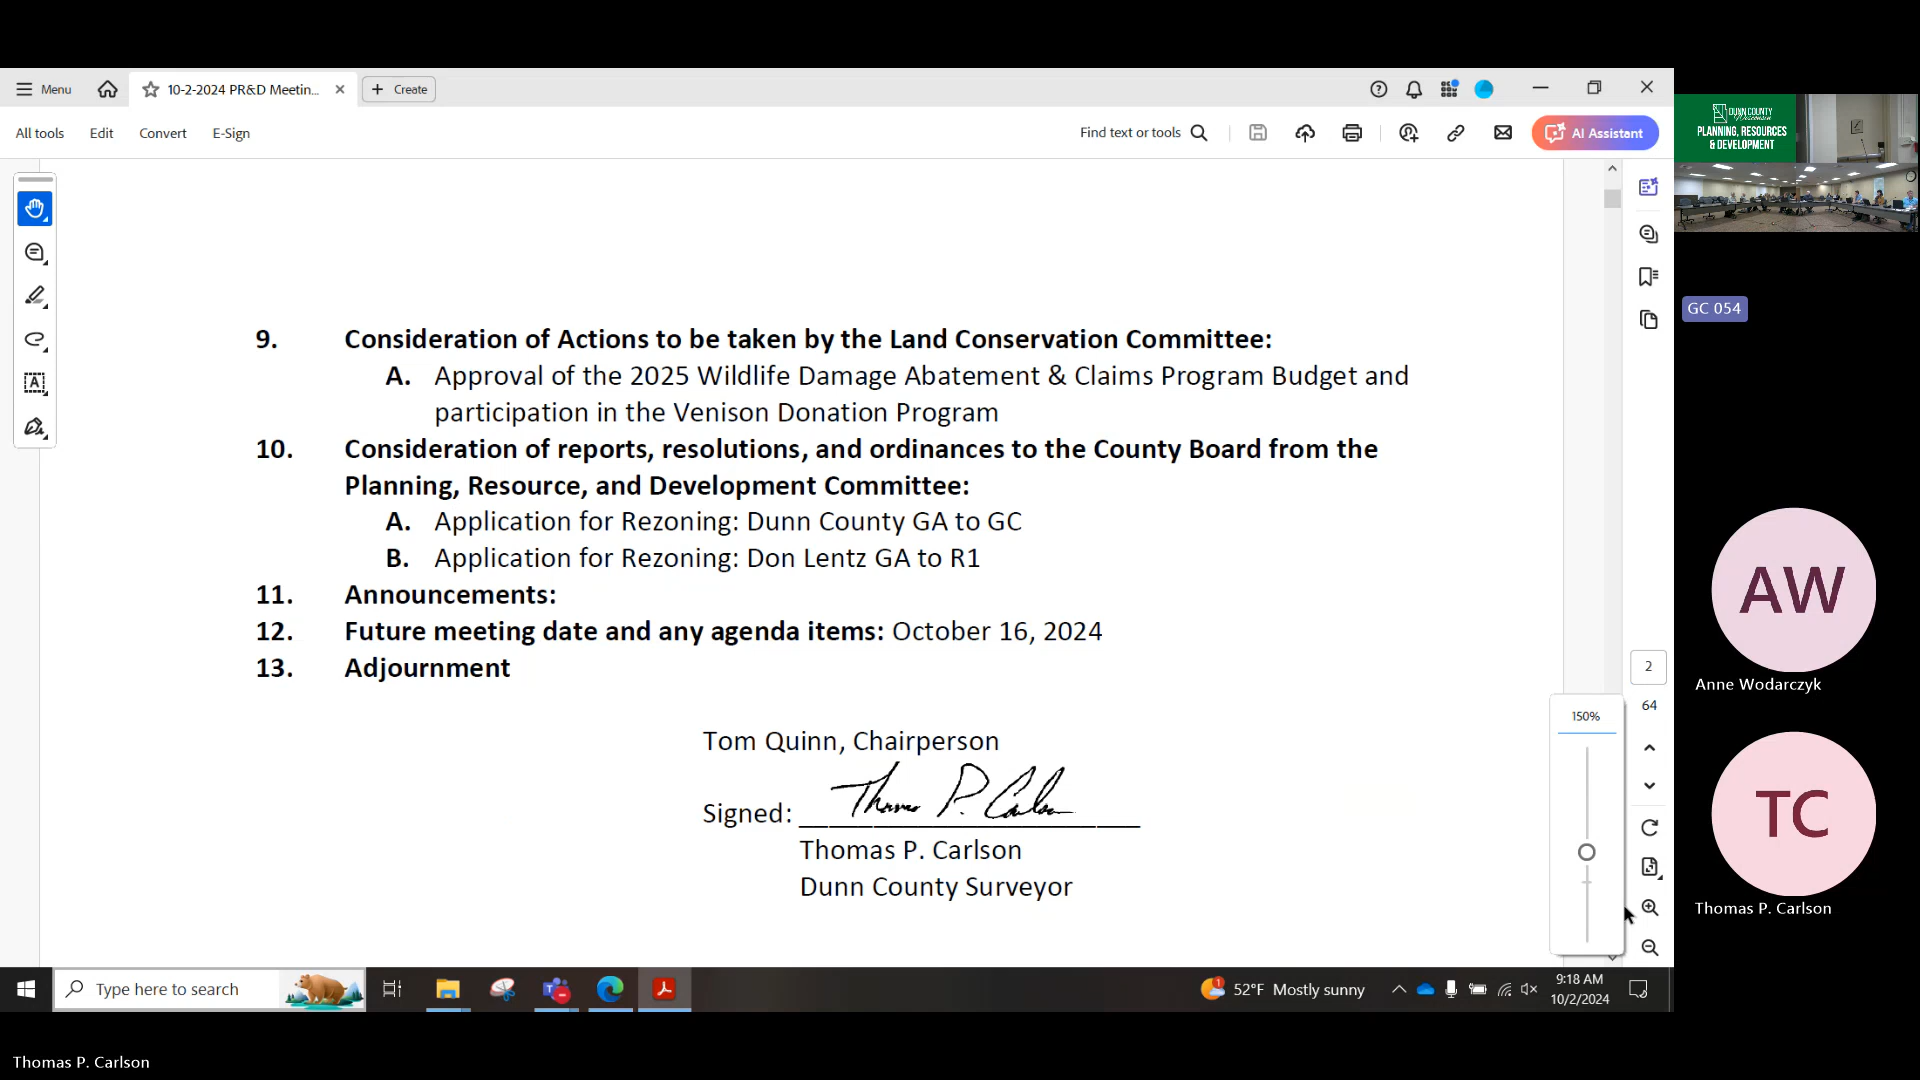 Menu
10-2-2024 PR&D Meetin...
Create
All tools
Edit
Convert
E-Sign
Find text or tools
AI Assistant
DUNN COUNTY
Wisconsin
PLANNING, RESOURCES
& DEVELOPMENT
GC 054
9. Consideration of Actions to be taken by the Land Conservation Committee:
A. Approval of the 2025 Wildlife Damage Abatement & Claims Program Budget and
participation in the Venison Donation Program
10. Consideration of reports, resolutions, and ordinances to the County Board from the
Planning, Resource, and Development Committee:
A. Application for Rezoning: Dunn County GA to GC
B. Application for Rezoning: Don Lentz GA to R1
11. Announcements:
12. Future meeting date and any agenda items: October 16, 2024
13. Adjournment
Tom Quinn, Chairperson
Signed: Thomas P. Carlson
Thomas P. Carlson
Dunn County Surveyor
2
64
150%
AW
Anne Wodarczyk
TC
Thomas P. Carlson
Type here to search
1
52°F Mostly sunny
9:18 AM
10/2/2024
Thomas P. Carlson